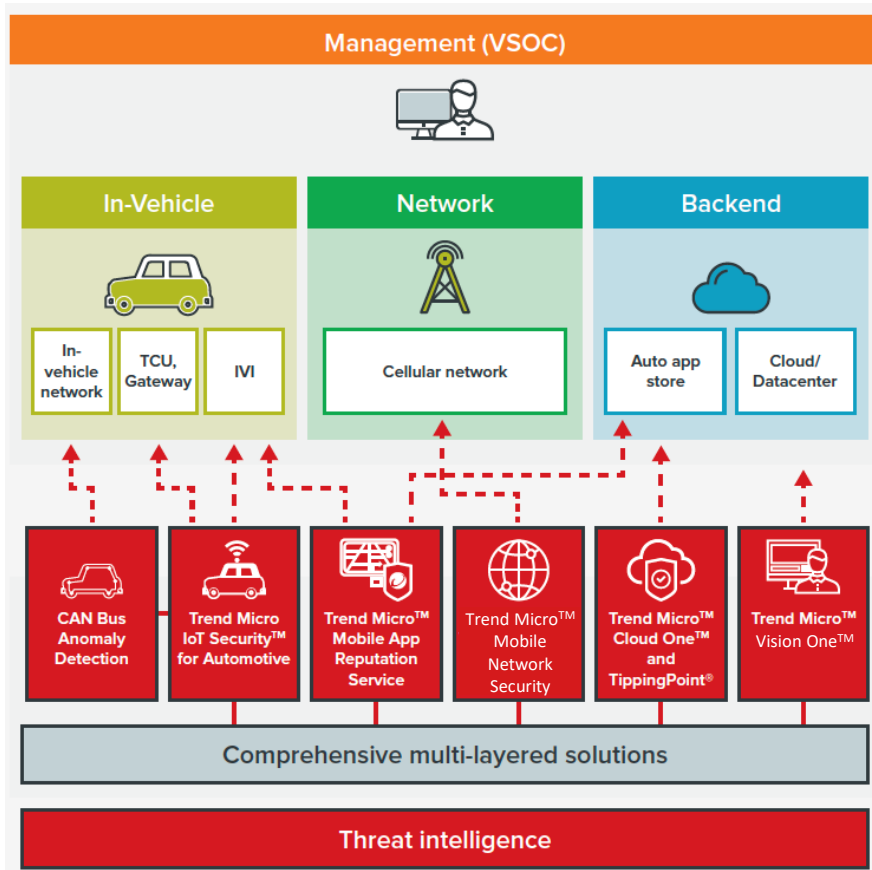 Management (VSOC)
In-Vehicle
Network
Backend
In-
vehicle
network
TCU,
Gateway
IVI
Cellular network
Auto app
store
Cloud/
Datacenter
CAN Bus
Anomaly
Detection
Trend Micro
IoT Security™
for Automotive
Trend Micro™
Mobile App
Reputation
Service
Trend Micro™
Mobile
Network
Security
Trend Micro™
Cloud One™
and
TippingPoint®
Trend Micro™
Vision One™
Comprehensive multi-layered solutions
Threat intelligence